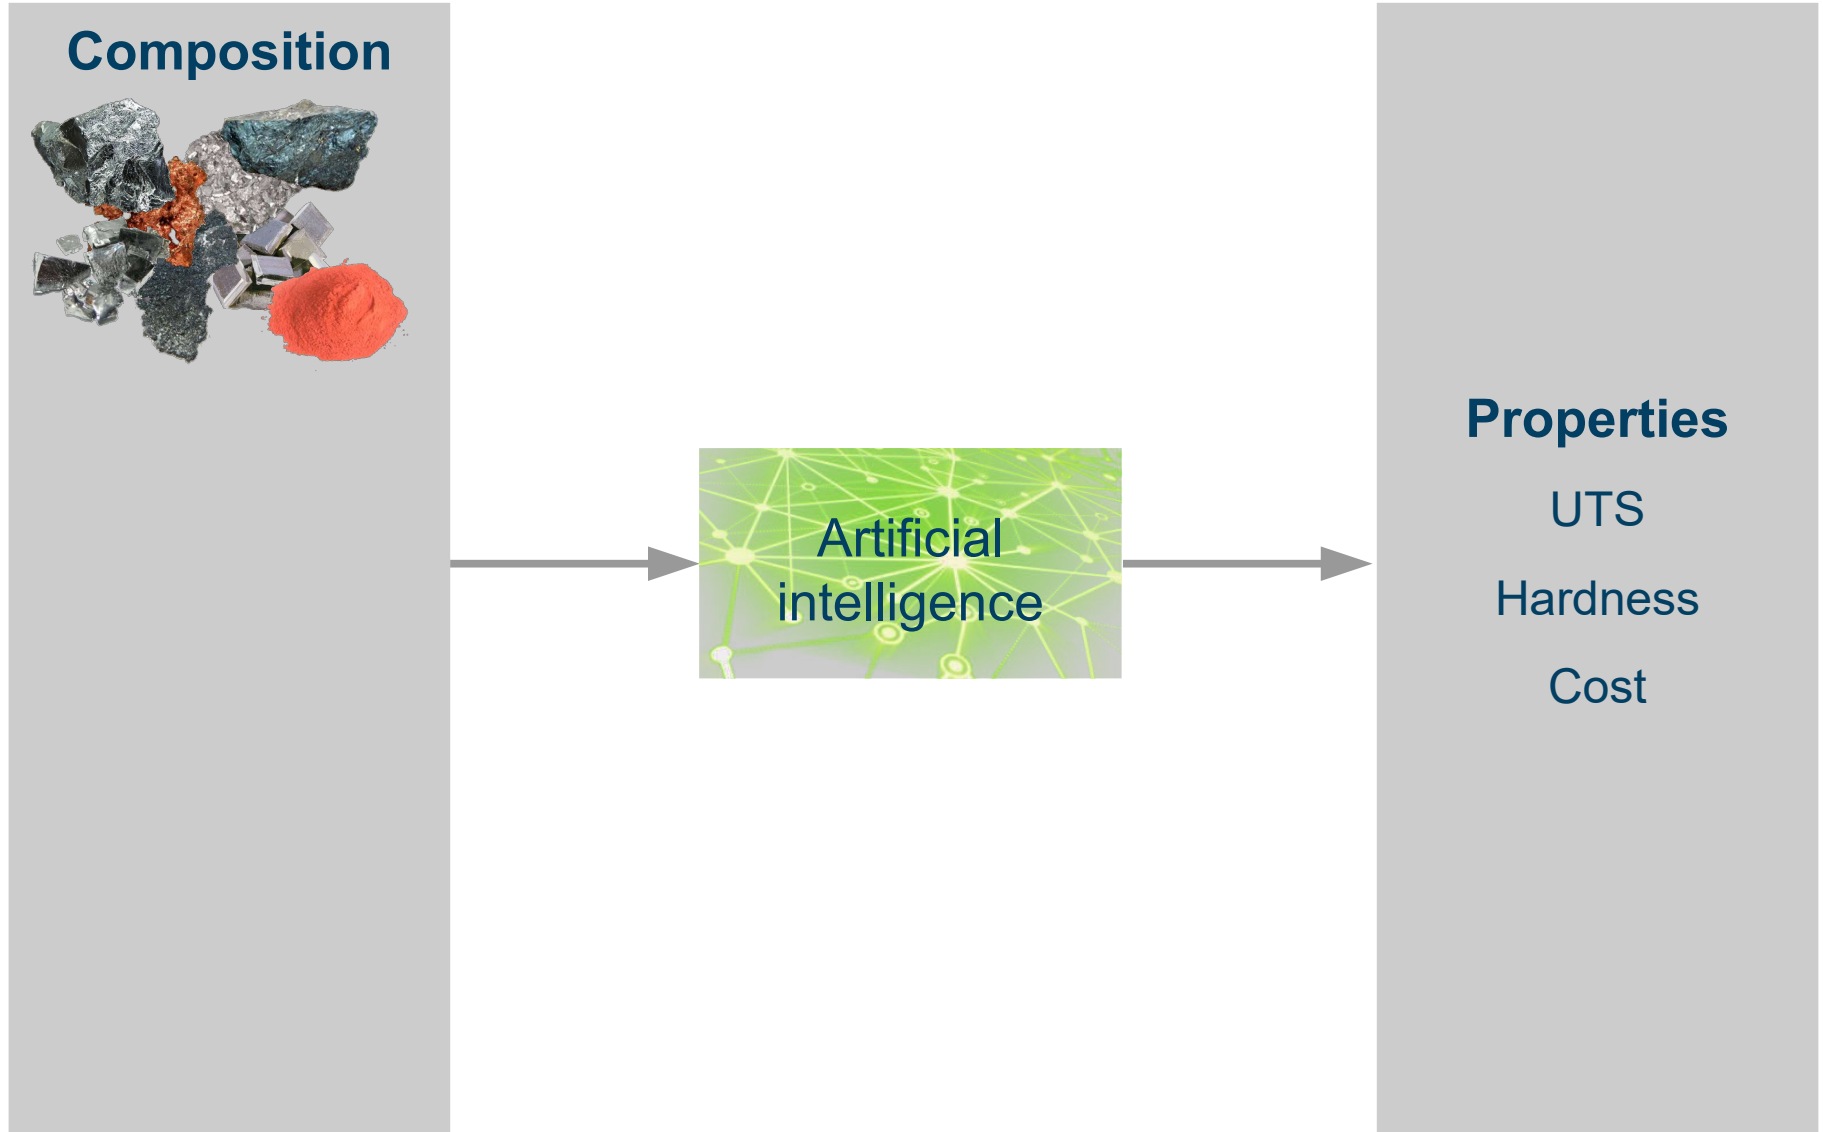 Composition
Artificial
intelligence
Properties
UTS
Hardness
Cost